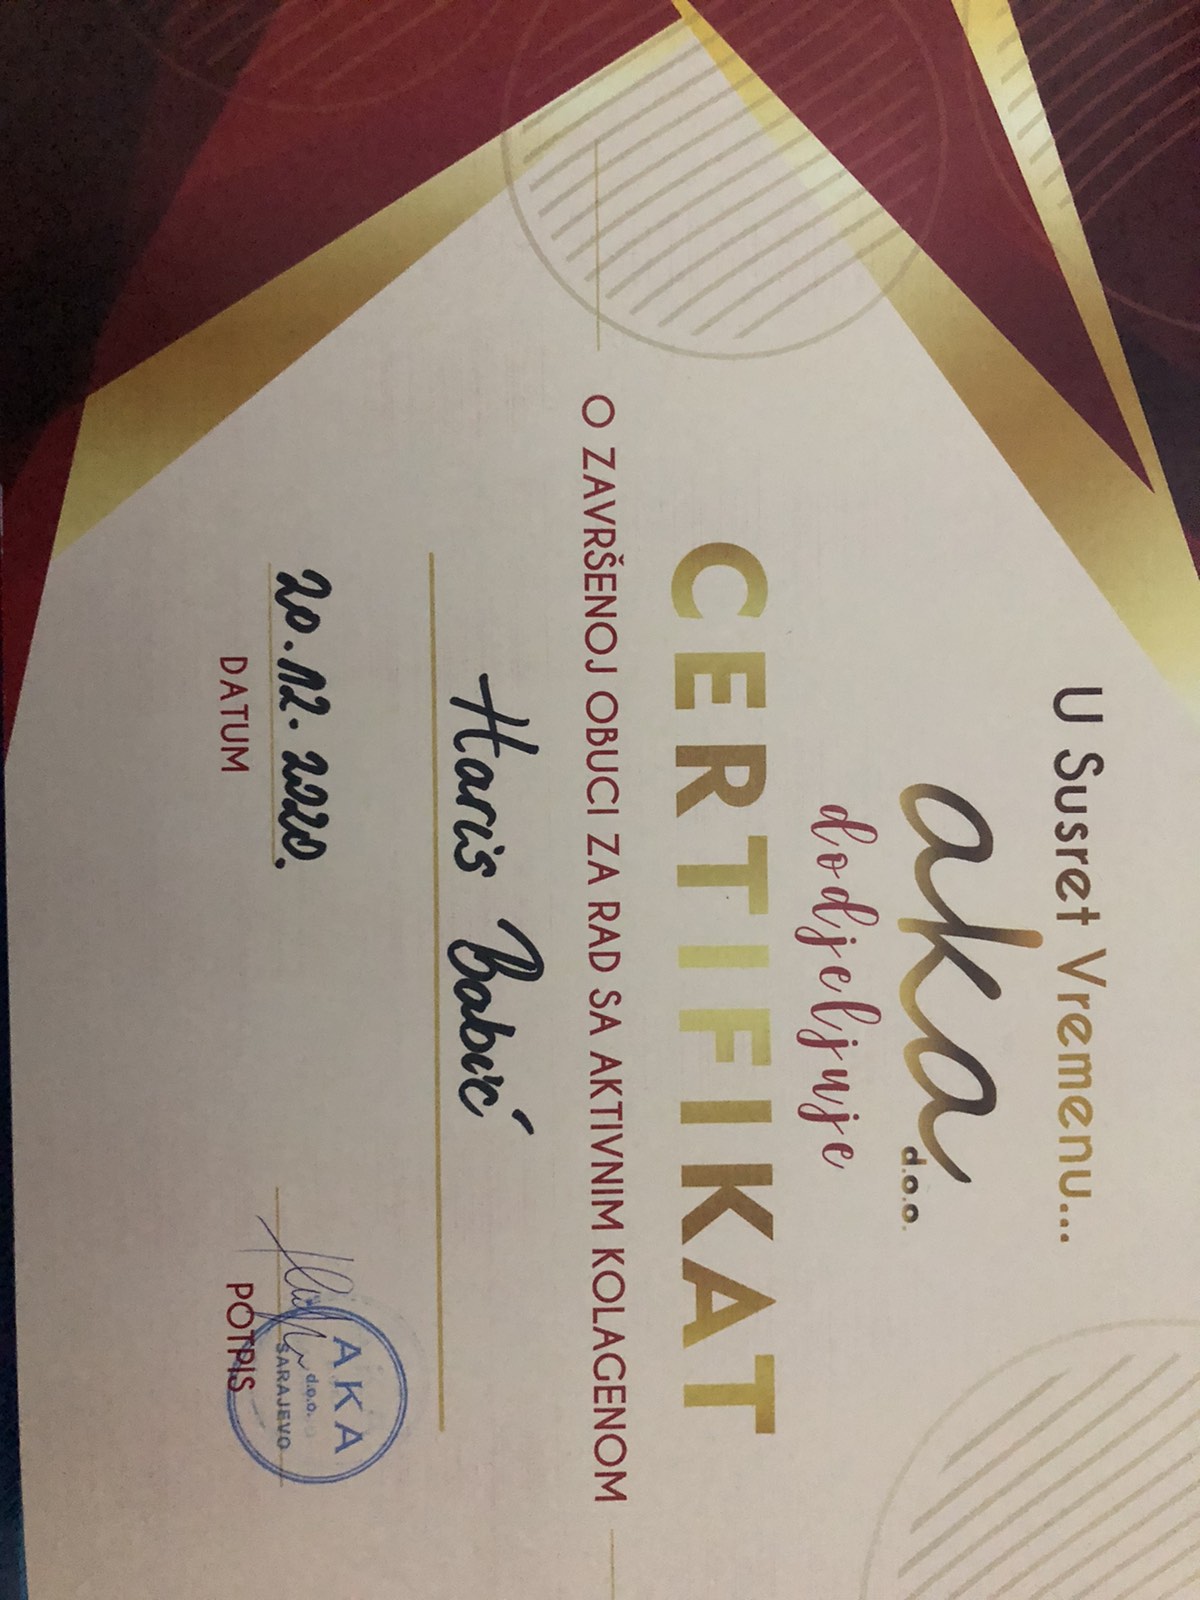 U Susret Vremenu...
aka d.o.o.
dodjeljuje
CERTIFIKAT
O ZAVRŠENOJ OBUCI ZA RAD SA AKTIVNIM KOLAGENOM
Haris Babić
20.12.2020.
DATUM
AKA
d.o.o.
SARAJEVO
POTPIS